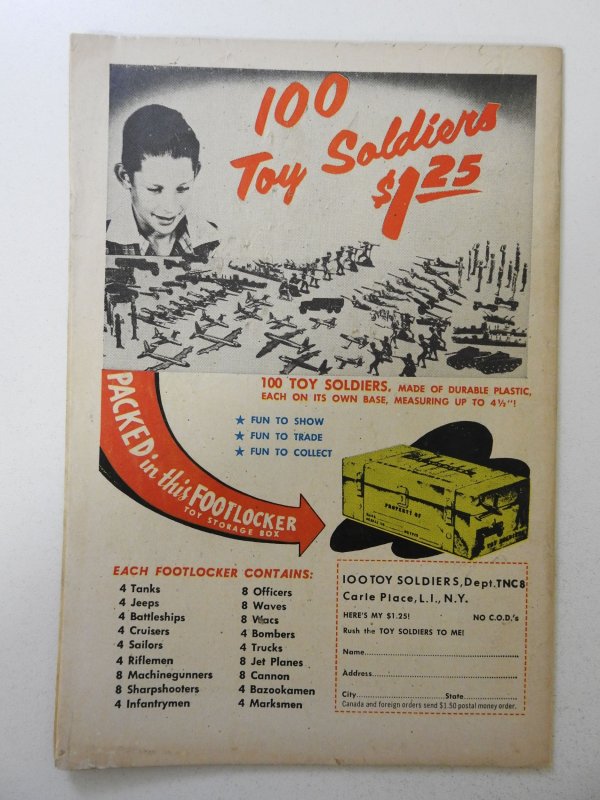 100
Toy Soldiers
$1.25
100 TOY SOLDIERS, MADE OF DURABLE PLASTIC,
EACH ON ITS OWN BASE, MEASURING UP TO 4½"!
★ FUN TO SHOW
★ FUN TO TRADE
★ FUN TO COLLECT
PACKED in this FOOTLOCKER
TOY STORAGE BOX
PROPERTY OF
TOY SOLDIERS
EACH FOOTLOCKER CONTAINS:
4 Tanks
4 Jeeps
4 Battleships
4 Cruisers
4 Sailors
4 Riflemen
8 Machinegunners
8 Sharpshooters
4 Infantrymen
8 Officers
8 Waves
8 Wacs
4 Bombers
4 Trucks
8 Jet Planes
8 Cannon
4 Bazookamen
4 Marksmen
100 TOY SOLDIERS, Dept. TNC8
Carle Place, L.I., N.Y.
HERE'S MY $1.25! NO C.O.D.'s
Rush the TOY SOLDIERS TO ME!
Name
Address
City State
Canada and foreign orders send $1.50 postal money order.